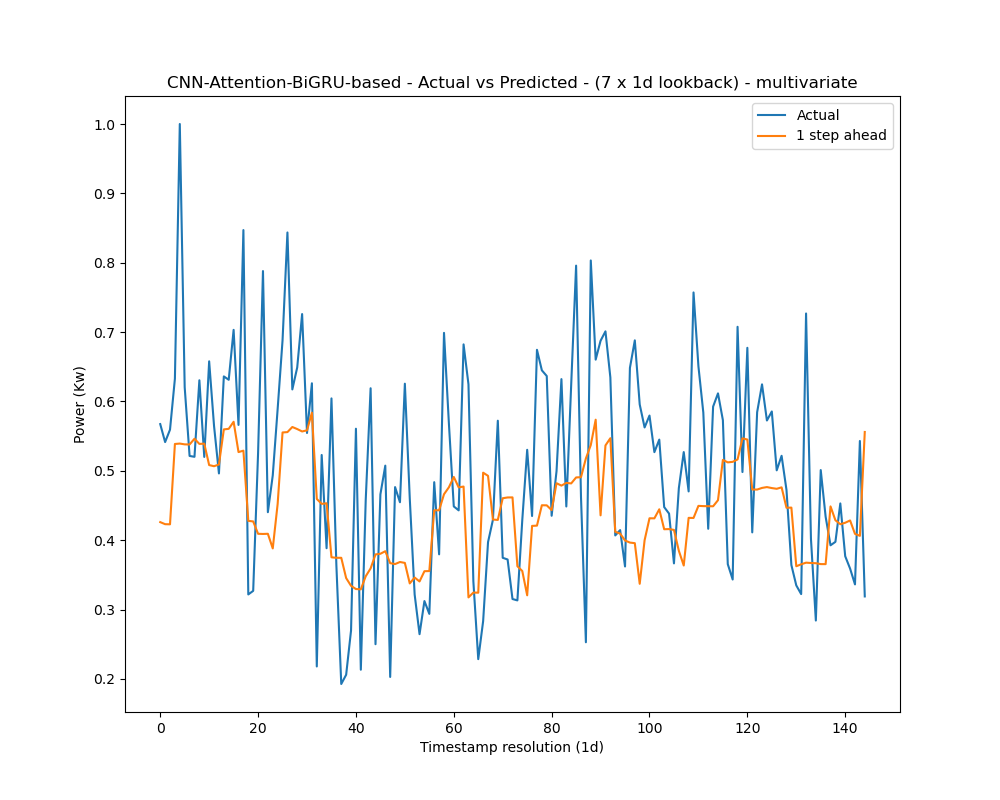 CNN-Attention-BiGRU-based - Actual vs Predicted - (7 x 1d lookback) - multivariate
Actual
1 step ahead
Power (Kw)
1.0
0.9
0.8
0.7
0.6
0.5
0.4
0.3
0.2
0 20 40 60 80 100 120 140
Timestamp resolution (1d)